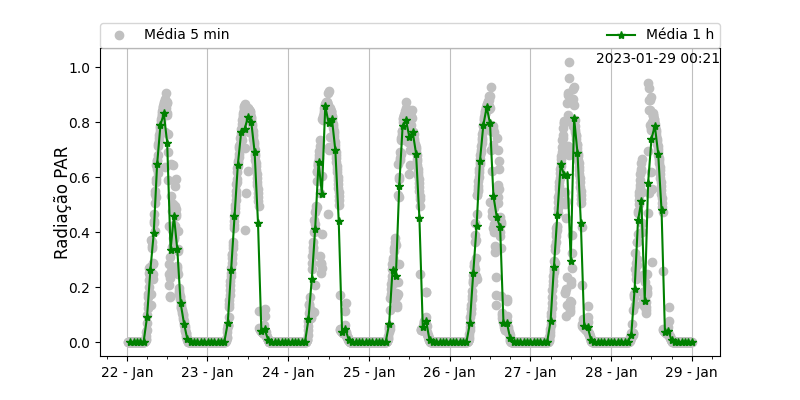 Média 5 min
Média 1 h
2023-01-29 00:21
Radiação PAR
1.0
0.8
0.6
0.4
0.2
0.0
22 - Jan
23 - Jan
24 - Jan
25 - Jan
26 - Jan
27 - Jan
28 - Jan
29 - Jan